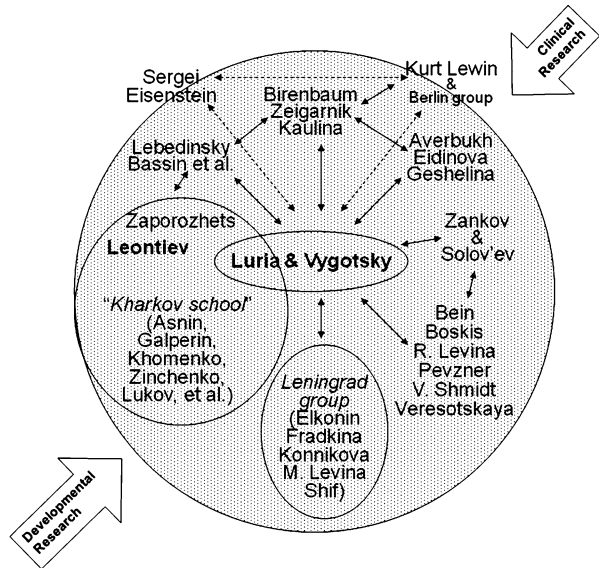 Clinical
Research
Sergei
Eisenstein
Kurt Lewin
&
Berlin group
Birenbaum
Zeigarnik
Kaulina
Lebedinsky
Bassin et al.
Averbukh
Eidinova
Geshelina
Zaporozhets
Leontiev
Luria & Vygotsky
Zankov
&
Solov'ev
"Kharkov school"
(Asnin,
Galperin,
Khomenko,
Zinchenko,
Lukov, et al.)
Bein
Boskis
R. Levina
Pevzner
V. Shmidt
Veresotskaya
Leningrad
group
(Elkonin
Fradkina
Konnikova
M. Levina
Shif)
Developmental
Research